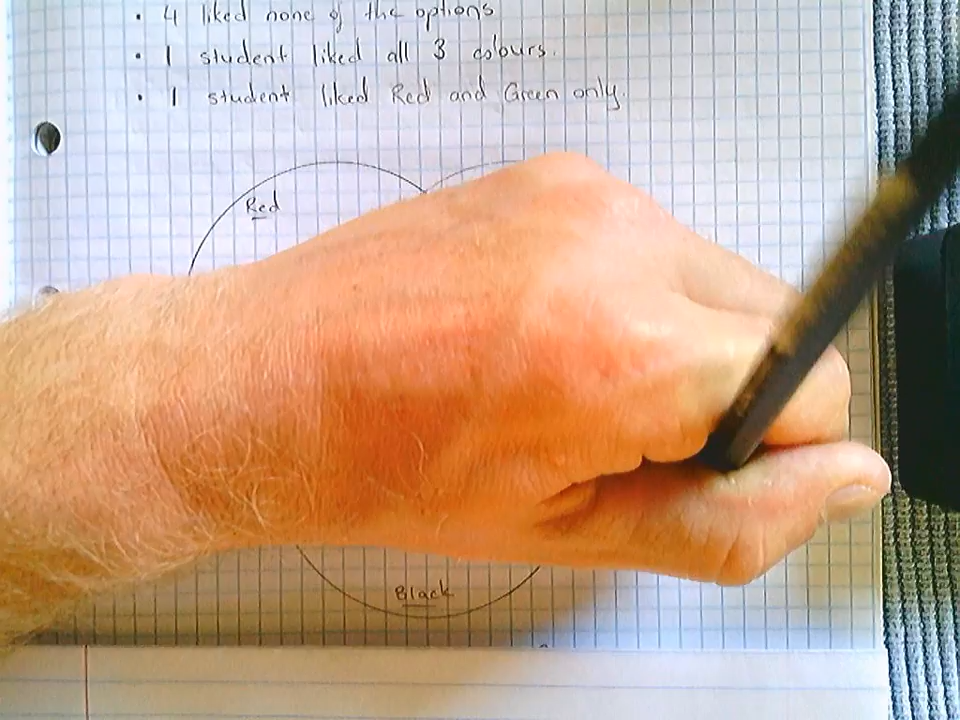 • 4 liked none of the options
• 1 student liked all 3 colours.
• 1 student liked Red and Green only.
Red
Black